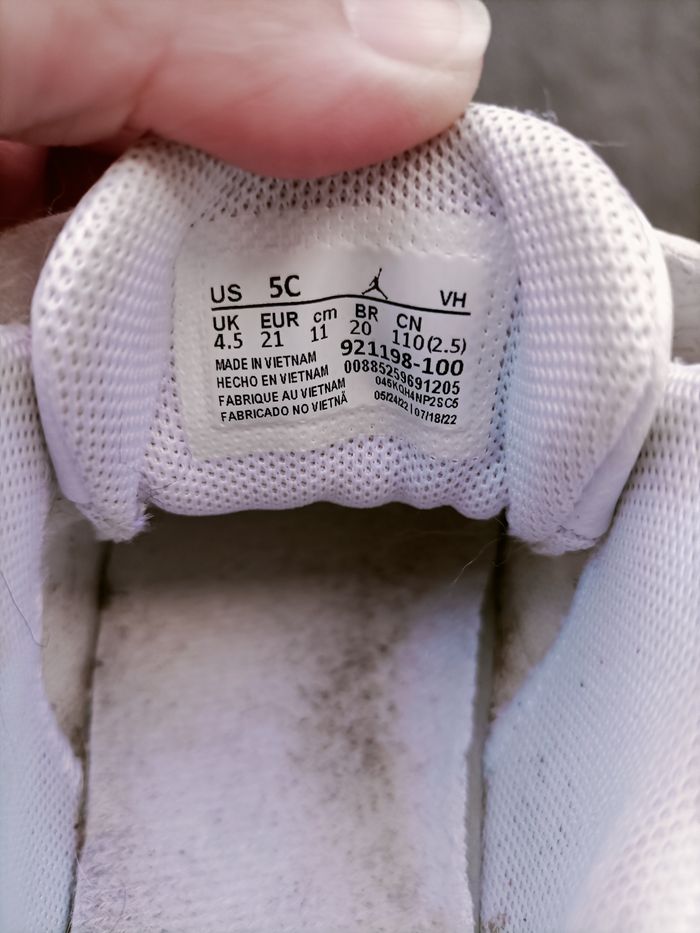 US 5C VH
UK EUR cm BR CN
4.5 21 11 20 110 (2.5)
921198-100
MADE IN VIETNAM 00885259691205
HECHO EN VIETNAM 045KQH4NP2SC5
FABRIQUE AU VIETNAM 05/24/22 | 07/18/22
FABRICADO NO VIETNÃ